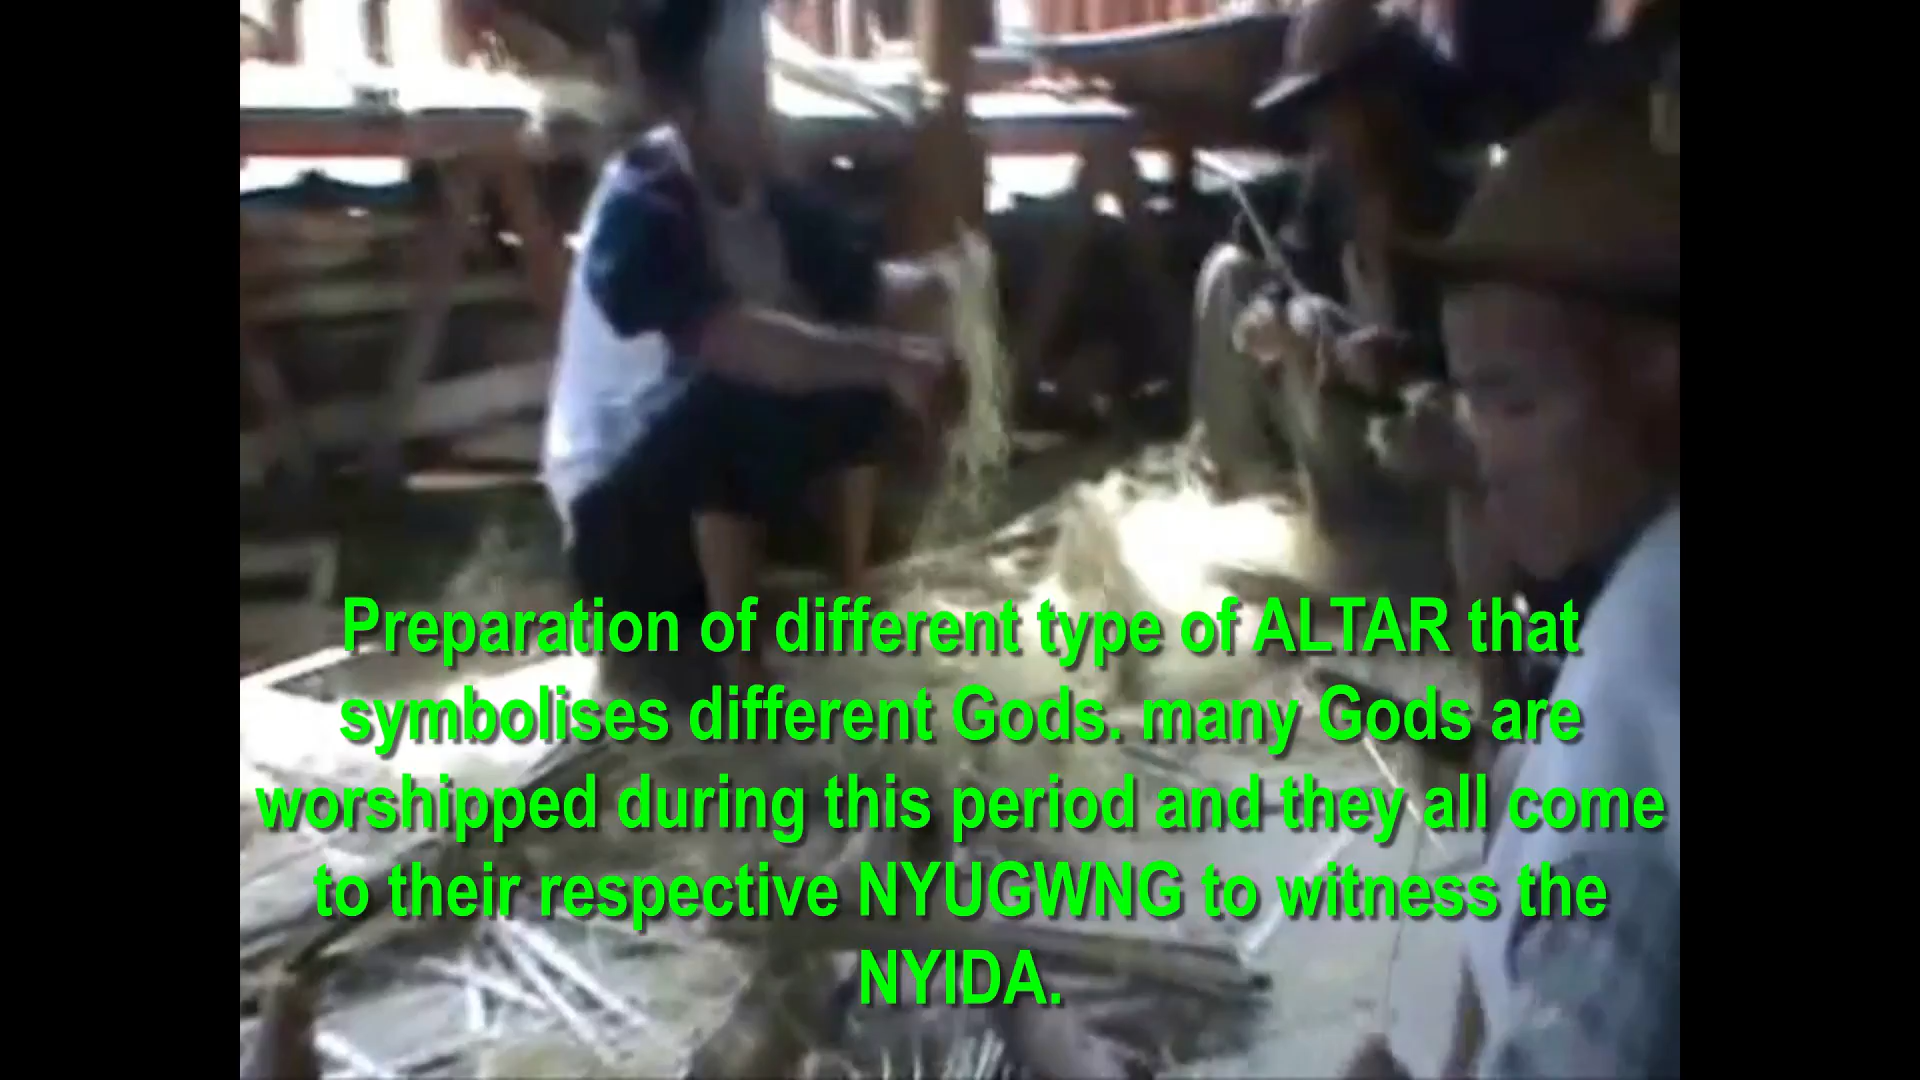 Preparation of different type of ALTAR that
symbolises different Gods. many Gods are
worshipped during this period and they all come
to their respective NYUGWNG to witness the
NYIDA.